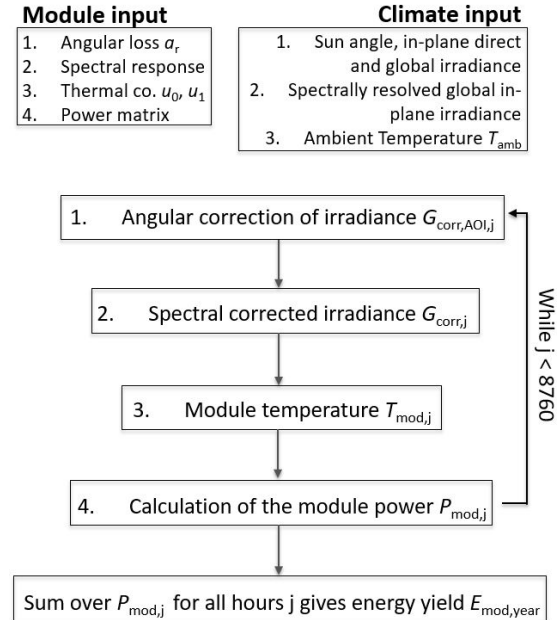 Module input
1. Angular loss aᵣ
2. Spectral response
3. Thermal co. u₀, u₁
4. Power matrix
Climate input
1. Sun angle, in-plane direct
and global irradiance
2. Spectrally resolved global in-
plane irradiance
3. Ambient Temperature T_amb
1. Angular correction of irradiance G_corr,AOI,j
2. Spectral corrected irradiance G_corr,j
3. Module temperature T_mod,j
4. Calculation of the module power P_mod,j
While j < 8760
Sum over P_mod,j for all hours j gives energy yield E_mod,year